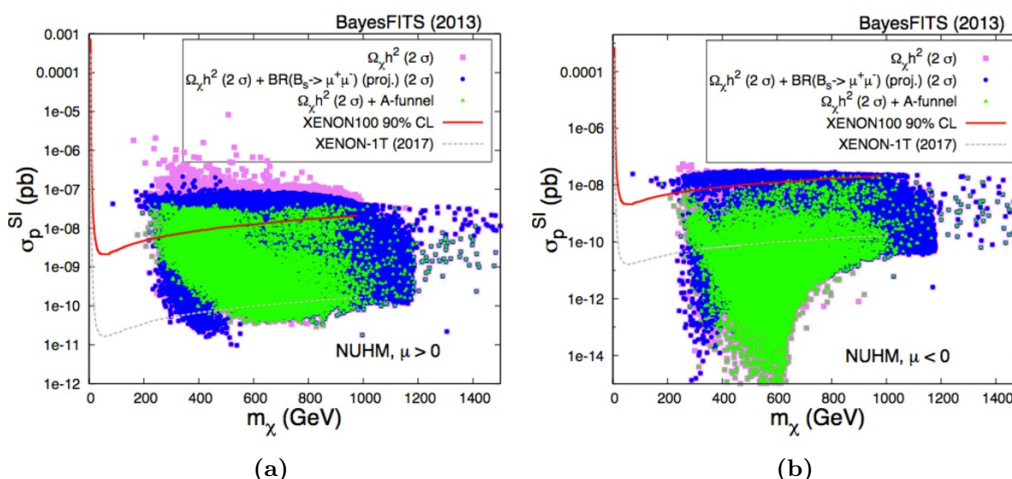 BayesFITS (2013)
Ωχh² (2 σ)
Ωχh² (2 σ) + BR(Bₛ-> μ⁺μ⁻) (proj.) (2 σ)
Ωχh² (2 σ) + A-funnel
XENON100 90% CL
XENON-1T (2017)
0.001
0.0001
1e-05
1e-06
1e-07
1e-08
1e-09
1e-10
1e-11
1e-12
σₚ^SI (pb)
NUHM, μ > 0
0 200 400 600 800 1000 1200 1400
mχ (GeV)
(a)
BayesFITS (2013)
Ωχh² (2 σ)
Ωχh² (2 σ) + BR(Bₛ-> μ⁺μ⁻) (proj.) (2 σ)
Ωχh² (2 σ) + A-funnel
XENON100 90% CL
XENON-1T (2017)
0.0001
1e-06
1e-08
1e-10
1e-12
1e-14
σₚ^SI (pb)
NUHM, μ < 0
0 200 400 600 800 1000 1200 1400
mχ (GeV)
(b)